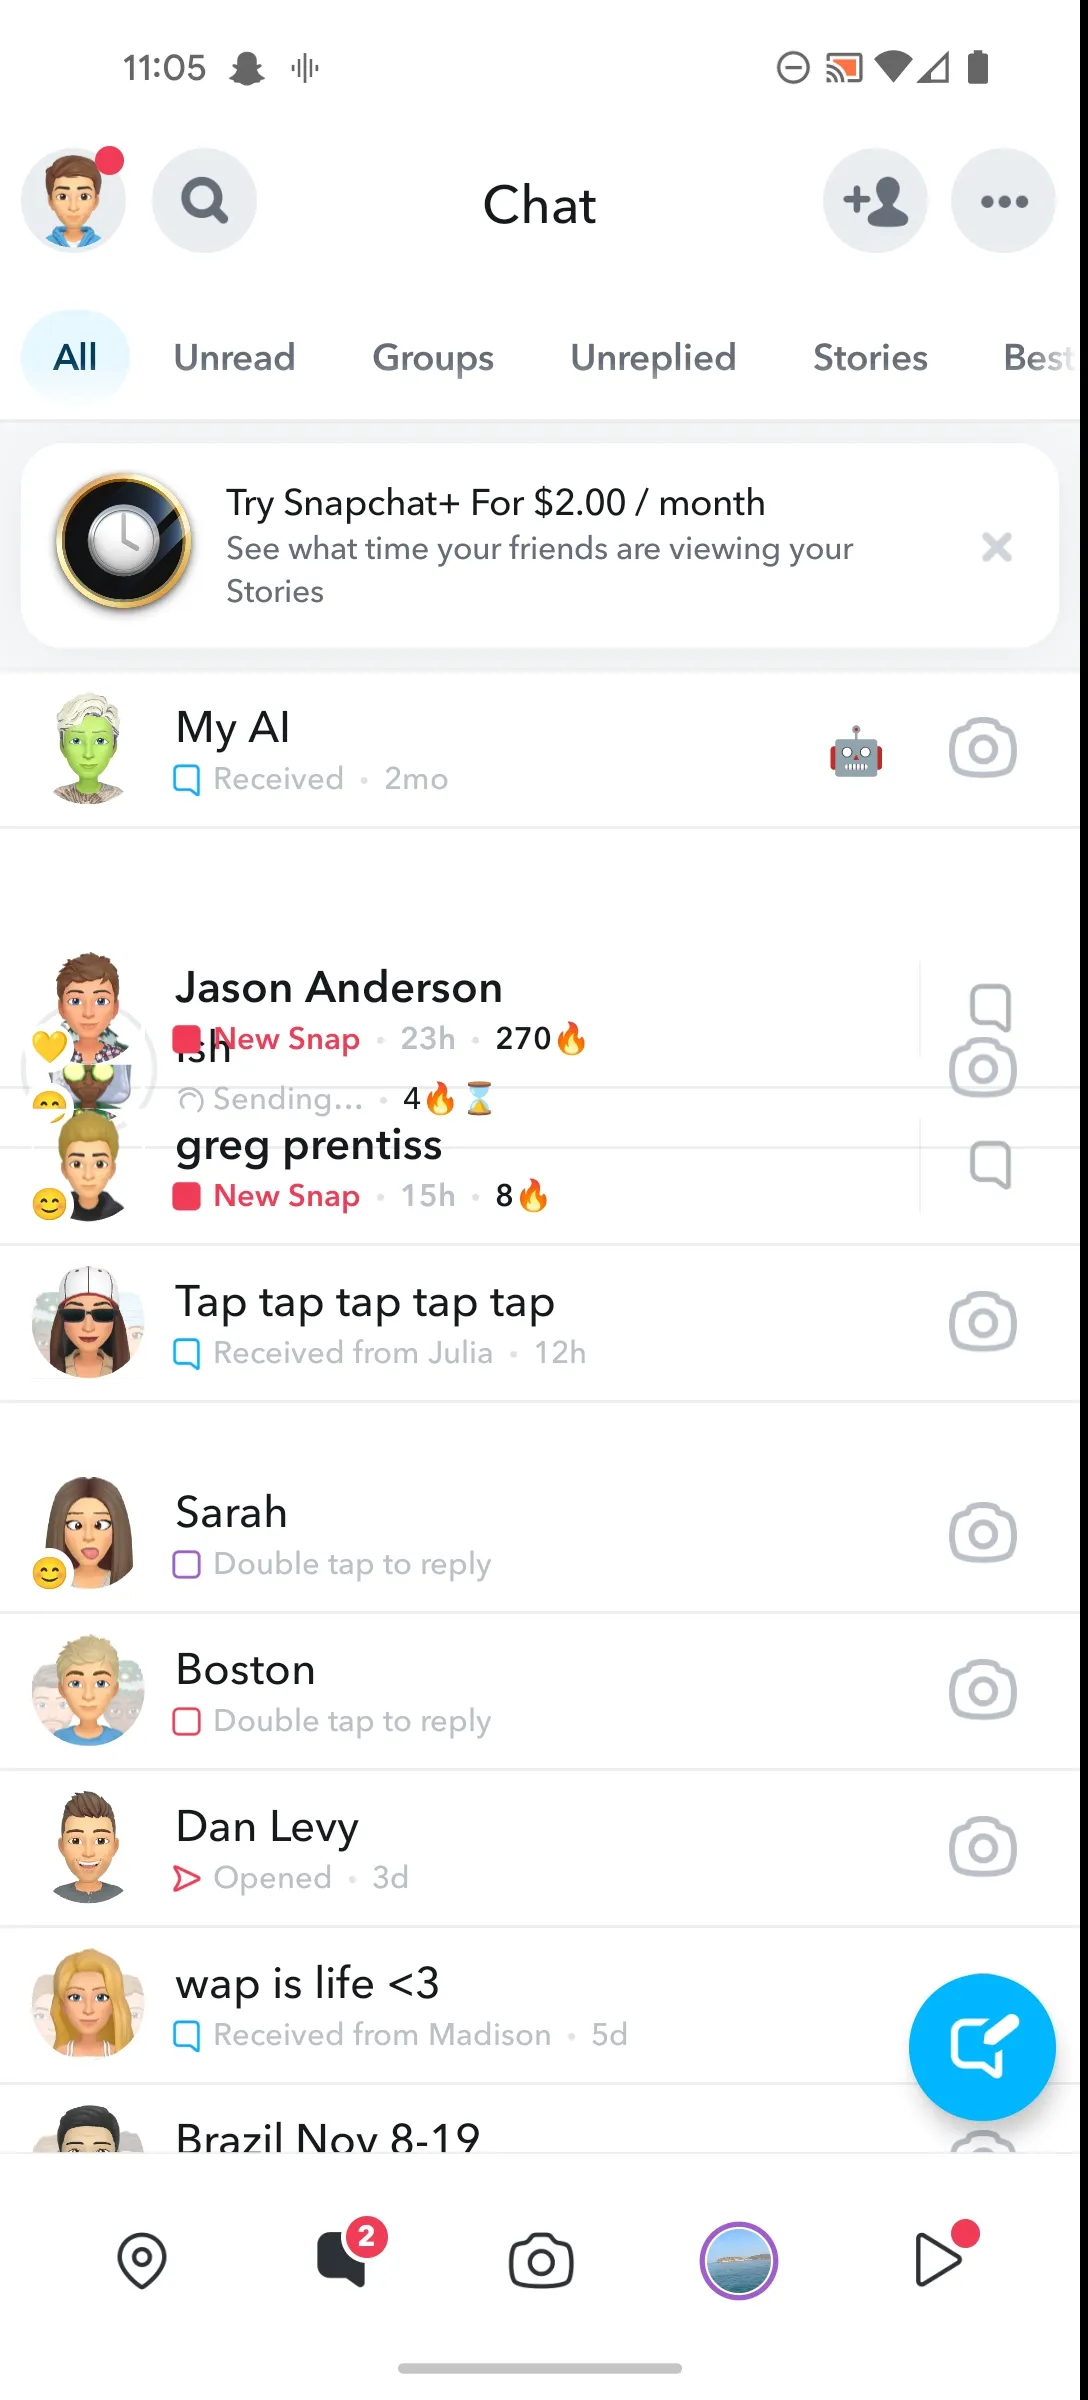 11:05
Chat
All Unread Groups Unreplied Stories Best
Try Snapchat+ For $2.00 / month
See what time your friends are viewing your
Stories
My AI
Received • 2mo
Jason Anderson
New Snap • 23h • 270🔥
ish
Sending... • 4🔥⌛
greg prentiss
New Snap • 15h • 8🔥
Tap tap tap tap tap
Received from Julia • 12h
Sarah
Double tap to reply
Boston
Double tap to reply
Dan Levy
Opened • 3d
wap is life <3
Received from Madison • 5d
Brazil Nov 8-19
2